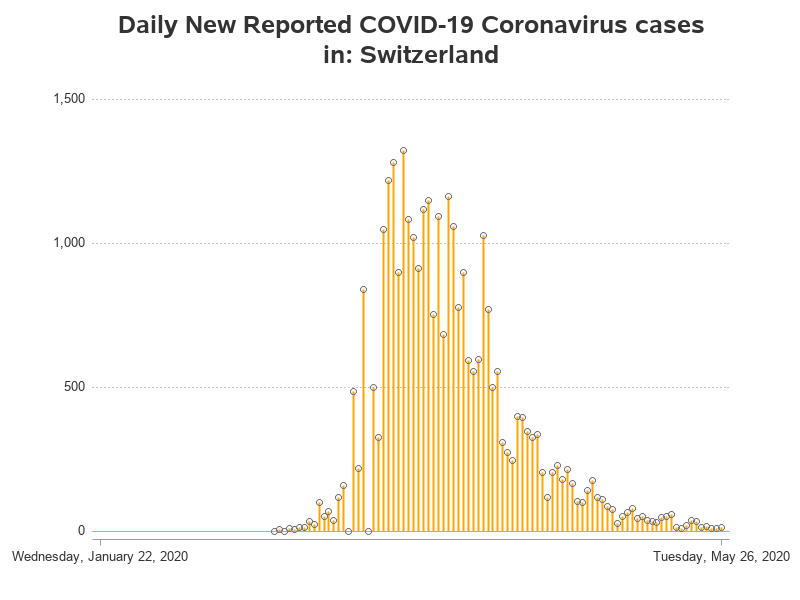 Daily New Reported COVID-19 Coronavirus cases
in: Switzerland
1,500
1,000
500
0
Wednesday, January 22, 2020
Tuesday, May 26, 2020